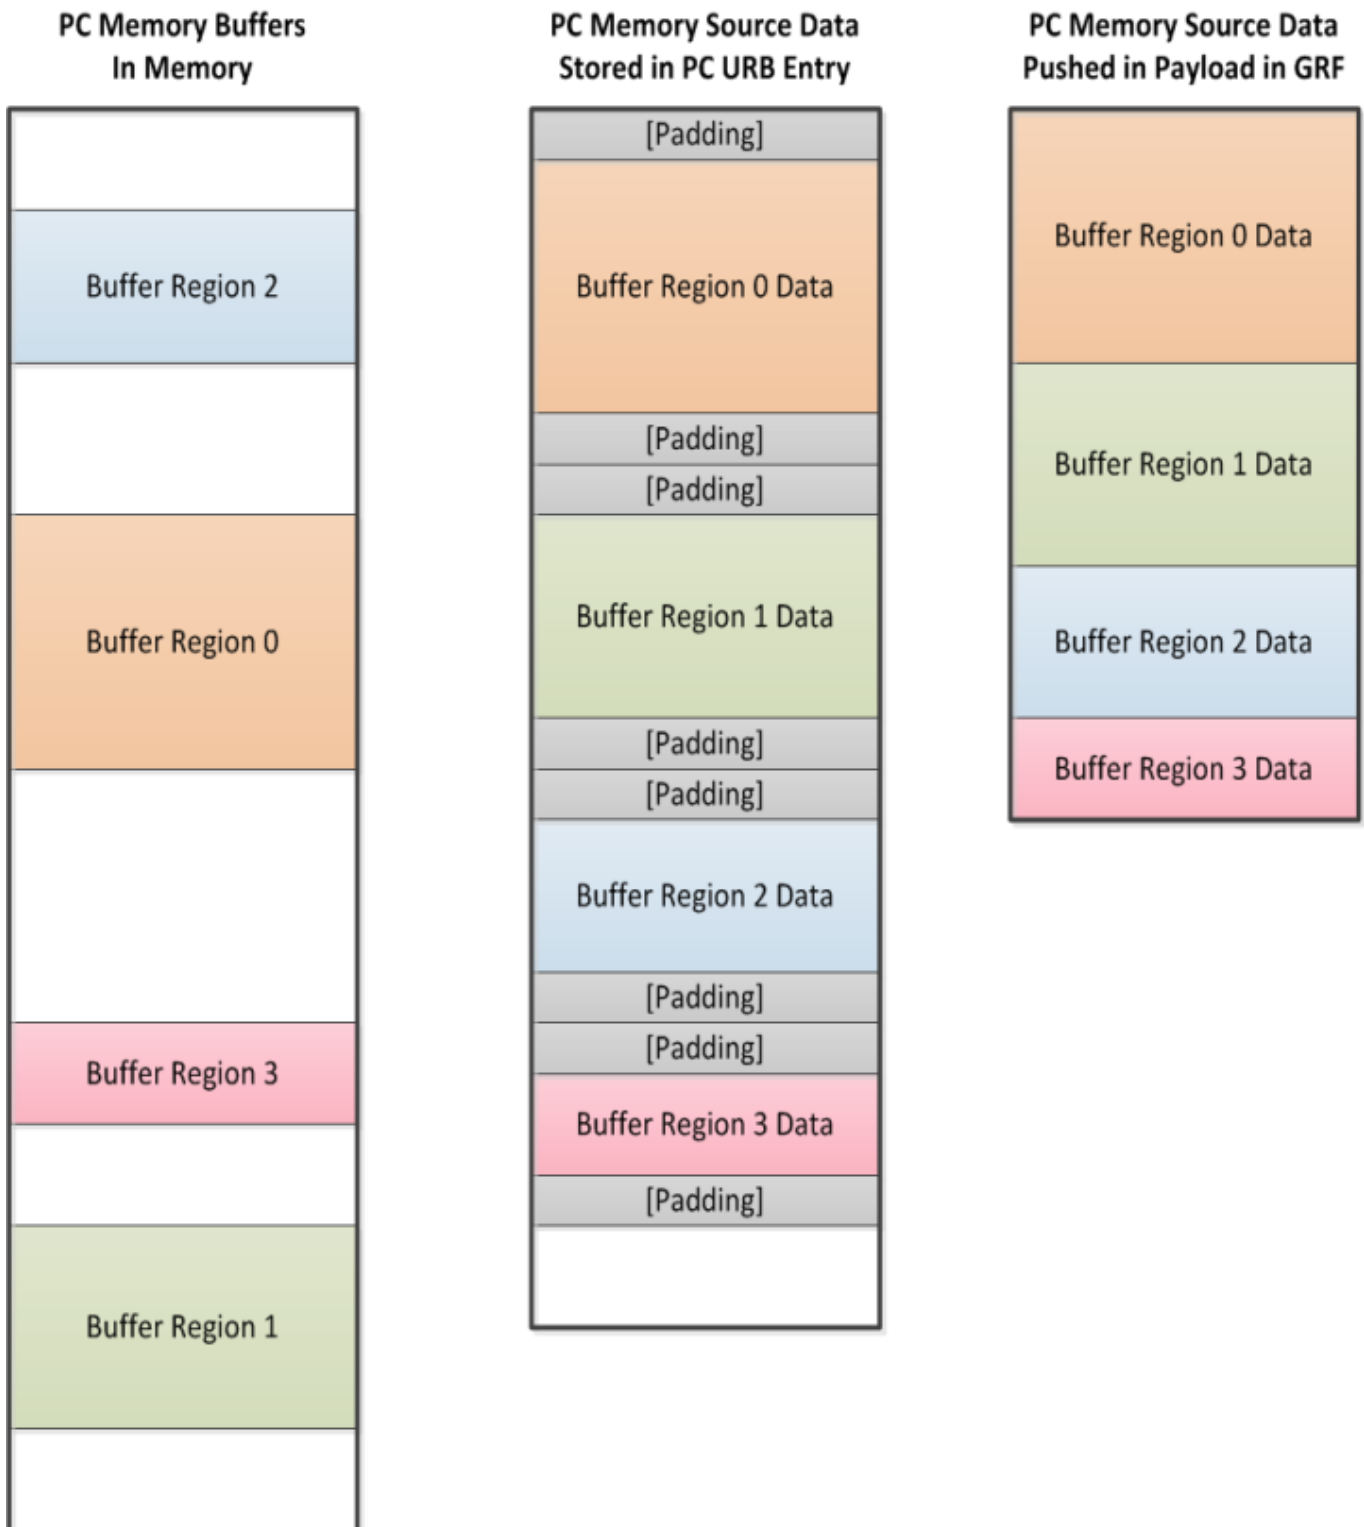 PC Memory Buffers
In Memory
Buffer Region 2
Buffer Region 0
Buffer Region 3
Buffer Region 1
PC Memory Source Data
Stored in PC URB Entry
[Padding]
Buffer Region 0 Data
[Padding]
[Padding]
Buffer Region 1 Data
[Padding]
[Padding]
Buffer Region 2 Data
[Padding]
[Padding]
Buffer Region 3 Data
[Padding]
PC Memory Source Data
Pushed in Payload in GRF
Buffer Region 0 Data
Buffer Region 1 Data
Buffer Region 2 Data
Buffer Region 3 Data